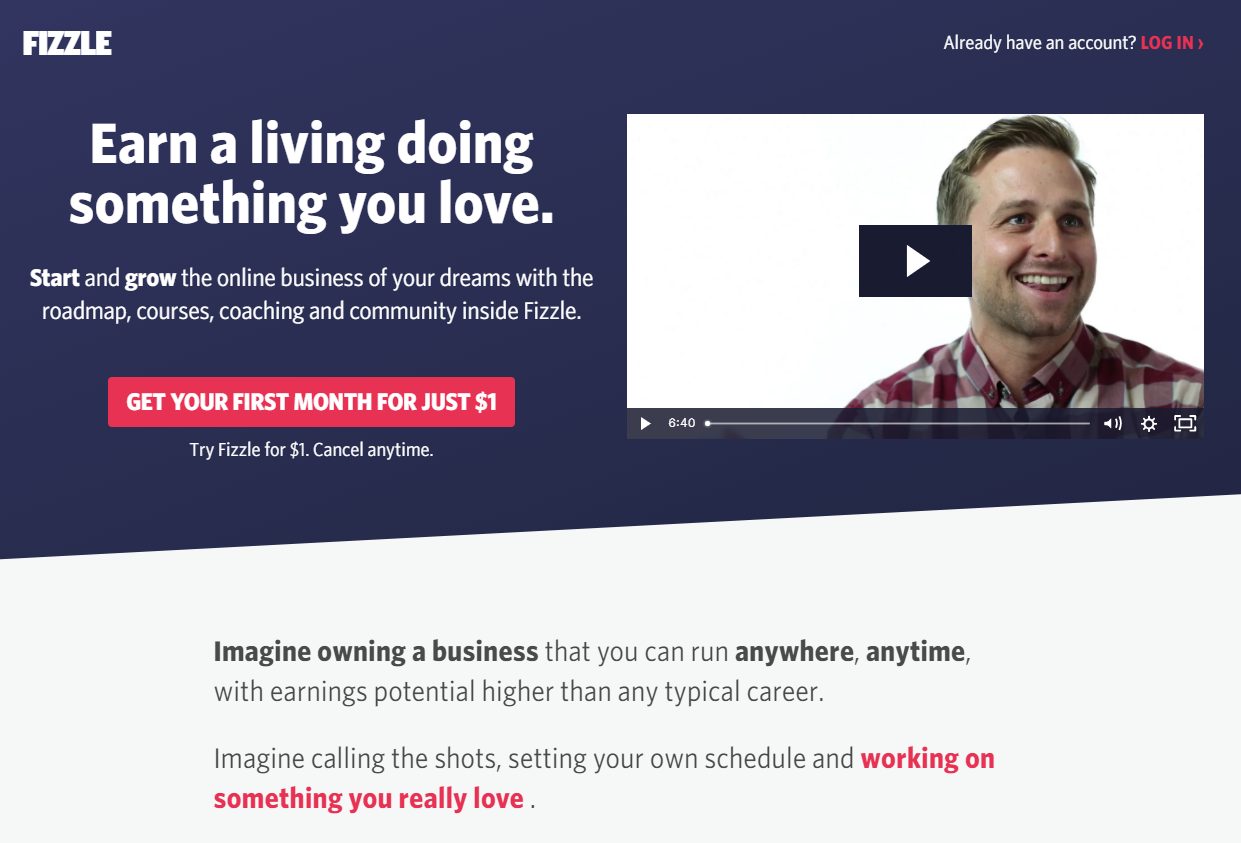 FIZZLE
Already have an account? LOG IN ›
Earn a living doing
something you love.
Start and grow the online business of your dreams with the
roadmap, courses, coaching and community inside Fizzle.
GET YOUR FIRST MONTH FOR JUST $1
Try Fizzle for $1. Cancel anytime.
6:40
Imagine owning a business that you can run anywhere, anytime,
with earnings potential higher than any typical career.
Imagine calling the shots, setting your own schedule and working on
something you really love .